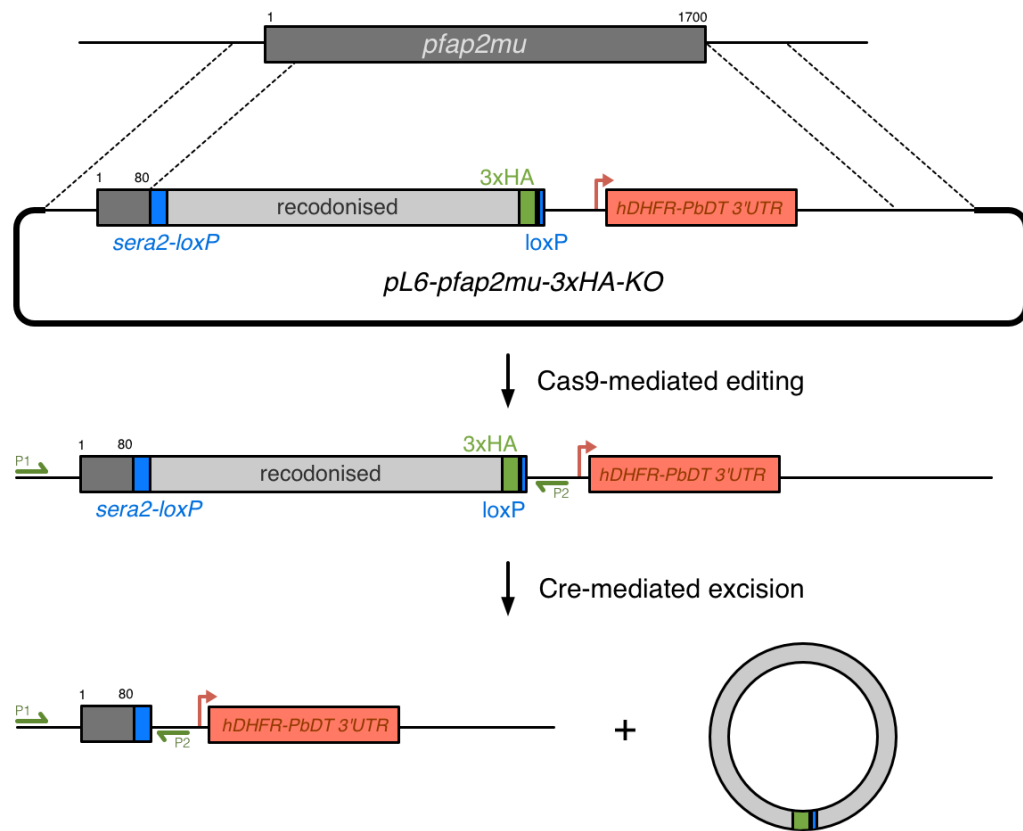 1
1700
pfap2mu
1
80
3xHA
recodonised
hDHFR-PbDT 3'UTR
sera2-loxP
loxP
pL6-pfap2mu-3xHA-KO
Cas9-mediated editing
1
80
3xHA
P1
recodonised
hDHFR-PbDT 3'UTR
P2
sera2-loxP
loxP
Cre-mediated excision
1
80
P1
hDHFR-PbDT 3'UTR
P2
+